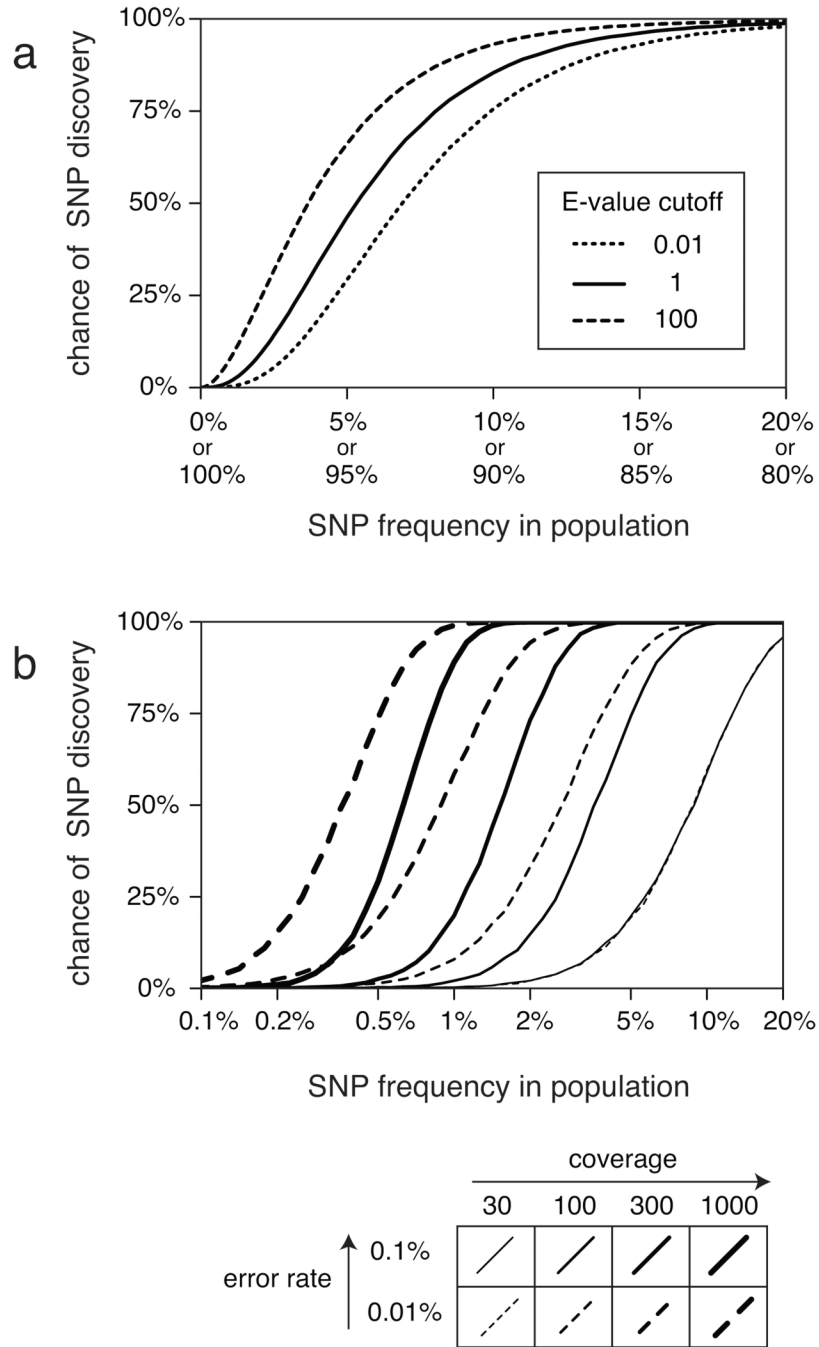 a
chance of SNP discovery
100%
75%
50%
25%
0%
E-value cutoff
0.01
1
100
0% 5% 10% 15% 20%
or or or or or
100% 95% 90% 85% 80%
SNP frequency in population
b
chance of SNP discovery
100%
75%
50%
25%
0%
0.1% 0.2% 0.5% 1% 2% 5% 10% 20%
SNP frequency in population
coverage
30 100 300 1000
error rate
0.1%
0.01%